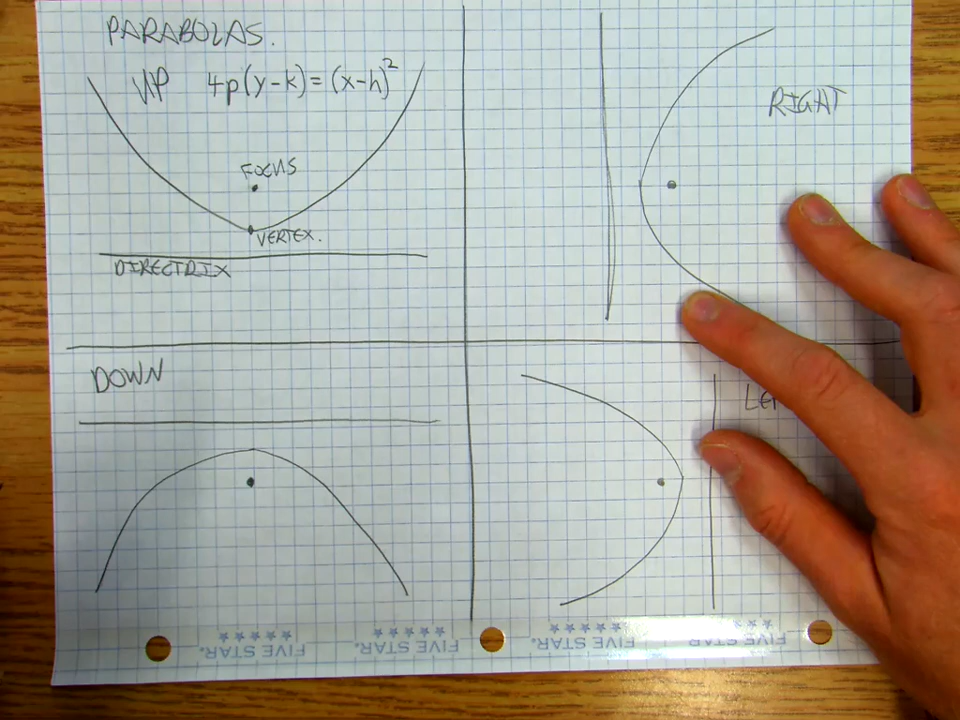 PARABOLAS.
UP 4p(y-k)=(x-h)²
FOCUS
VERTEX.
DIRECTRIX
RIGHT
DOWN
FIVE STAR.
FIVE STAR.
FIVE STAR.